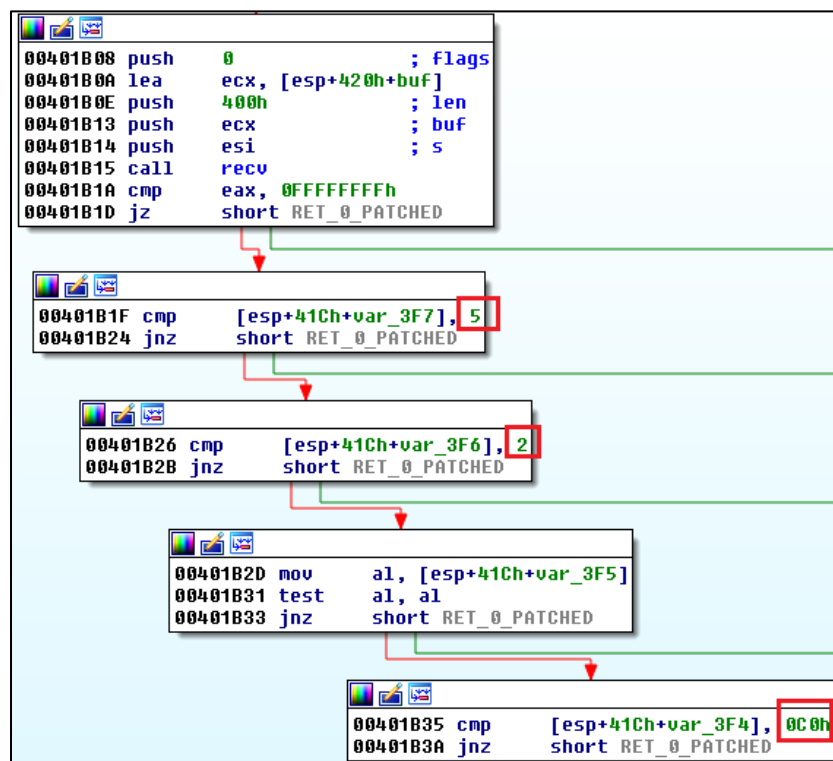 00401B08 push 0 ; flags
00401B0A lea ecx, [esp+420h+buf]
00401B0E push 400h ; len
00401B13 push ecx ; buf
00401B14 push esi ; s
00401B15 call recv
00401B1A cmp eax, 0FFFFFFFFh
00401B1D jz short RET_0_PATCHED
00401B1F cmp [esp+41Ch+var_3F7], 5
00401B24 jnz short RET_0_PATCHED
00401B26 cmp [esp+41Ch+var_3F6], 2
00401B2B jnz short RET_0_PATCHED
00401B2D mov al, [esp+41Ch+var_3F5]
00401B31 test al, al
00401B33 jnz short RET_0_PATCHED
00401B35 cmp [esp+41Ch+var_3F4], 0C0h
00401B3A jnz short RET_0_PATCHED